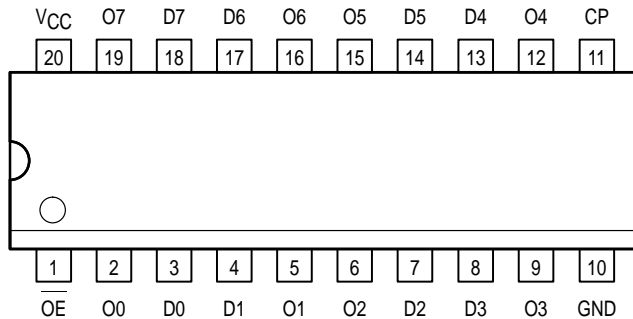 VCC O7 D7 D6 O6 O5 D5 D4 O4 CP
20 19 18 17 16 15 14 13 12 11
1 2 3 4 5 6 7 8 9 10
OE O0 D0 D1 O1 O2 D2 D3 O3 GND